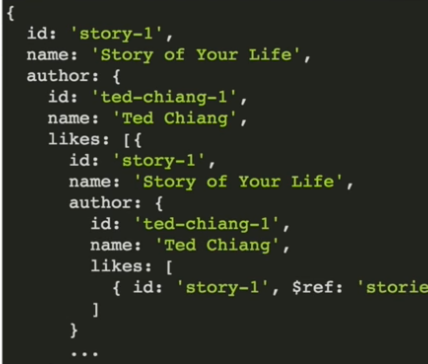 {
  id: 'story-1',
  name: 'Story of Your Life',
  author: {
    id: 'ted-chiang-1',
    name: 'Ted Chiang',
    likes: [{
      id: 'story-1',
      name: 'Story of Your Life',
      author: {
        id: 'ted-chiang-1',
        name: 'Ted Chiang',
        likes: [
          { id: 'story-1', $ref: 'storie
        ]
      }
      ...